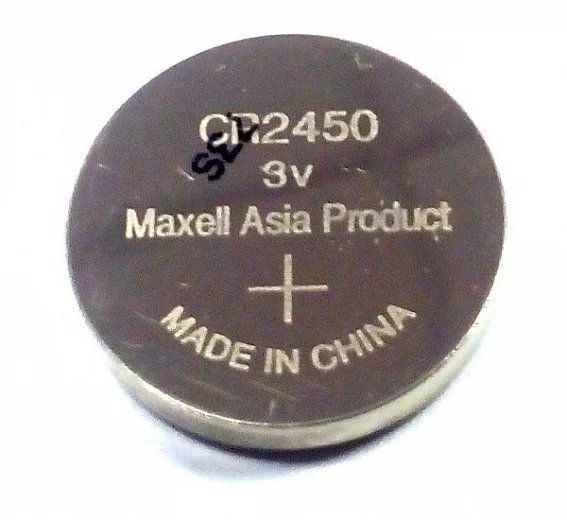 CR2450
3V
Maxell Asia Product
+
MADE IN CHINA